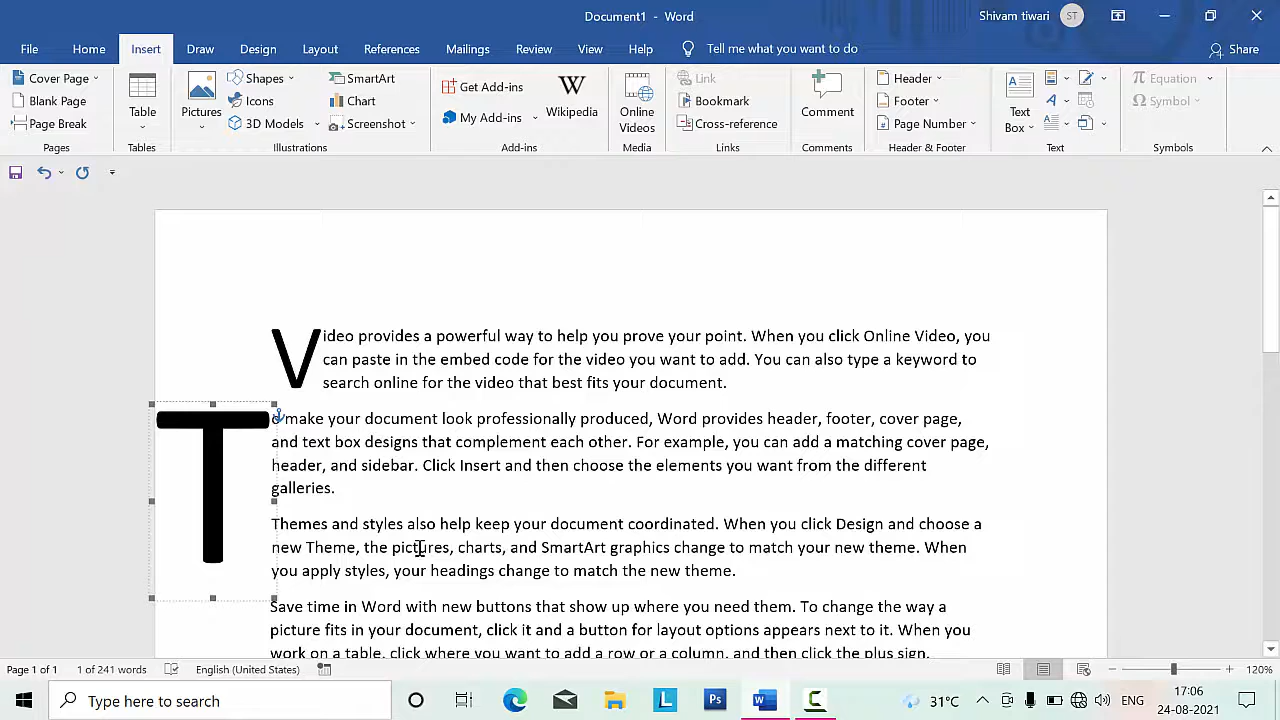 Document1 - Word
Shivam tiwari ST
File Home Insert Draw Design Layout References Mailings Review View Help Tell me what you want to do Share
Cover Page
Blank Page
Page Break
Pages
Table
Tables
Pictures
Shapes
Icons
3D Models
SmartArt
Chart
Screenshot
Illustrations
Get Add-ins
My Add-ins
Wikipedia
Add-ins
Online
Videos
Media
Link
Bookmark
Cross-reference
Links
Comment
Comments
Header
Footer
Page Number
Header & Footer
Text
Box
Text
Equation
Symbol
Symbols
Video provides a powerful way to help you prove your point. When you click Online Video, you
can paste in the embed code for the video you want to add. You can also type a keyword to
search online for the video that best fits your document.
To make your document look professionally produced, Word provides header, footer, cover page,
and text box designs that complement each other. For example, you can add a matching cover page,
header, and sidebar. Click Insert and then choose the elements you want from the different
galleries.
Themes and styles also help keep your document coordinated. When you click Design and choose a
new Theme, the pictures, charts, and SmartArt graphics change to match your new theme. When
you apply styles, your headings change to match the new theme.
Save time in Word with new buttons that show up where you need them. To change the way a
picture fits in your document, click it and a button for layout options appears next to it. When you
work on a table, click where you want to add a row or a column, and then click the plus sign.
Page 1 of 1 1 of 241 words English (United States) 120%
Type here to search
L Ps W C
31°C ENG
17:06
24-08-2021